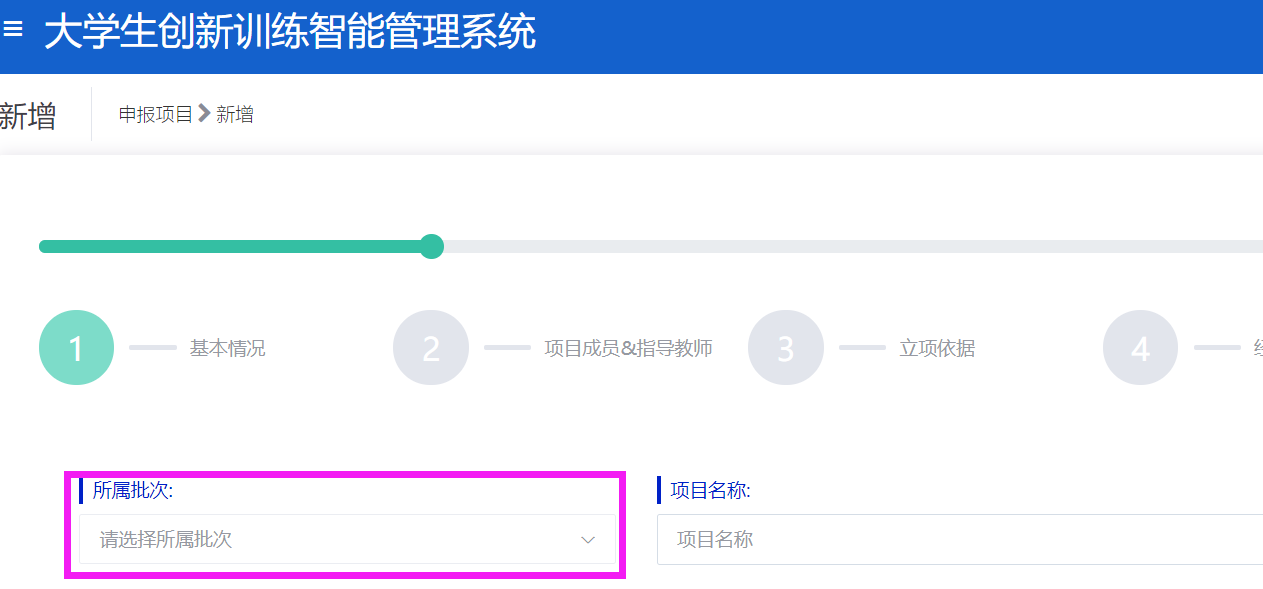 大学生创新训练智能管理系统
新增
申报项目 新增
1 基本情况 2 项目成员&指导教师 3 立项依据 4
所属批次: 项目名称:
请选择所属批次 项目名称